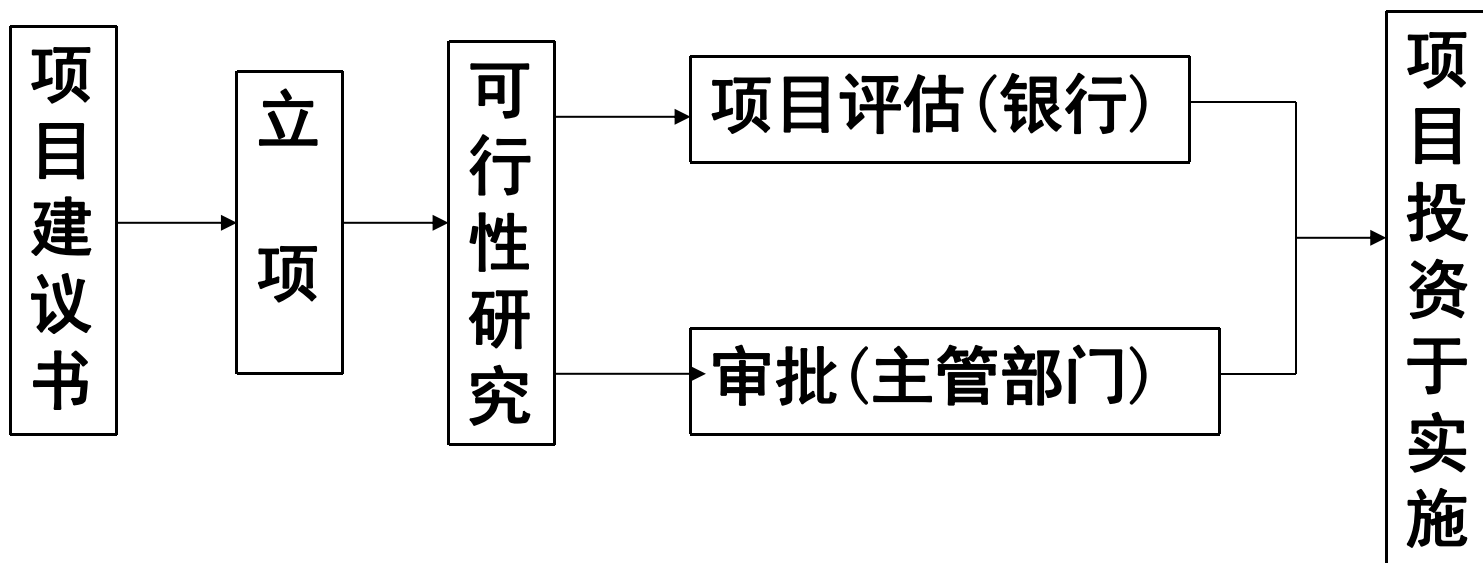 项目建议书
立项
可行性研究
项目评估(银行)
审批(主管部门)
项目投资于实施